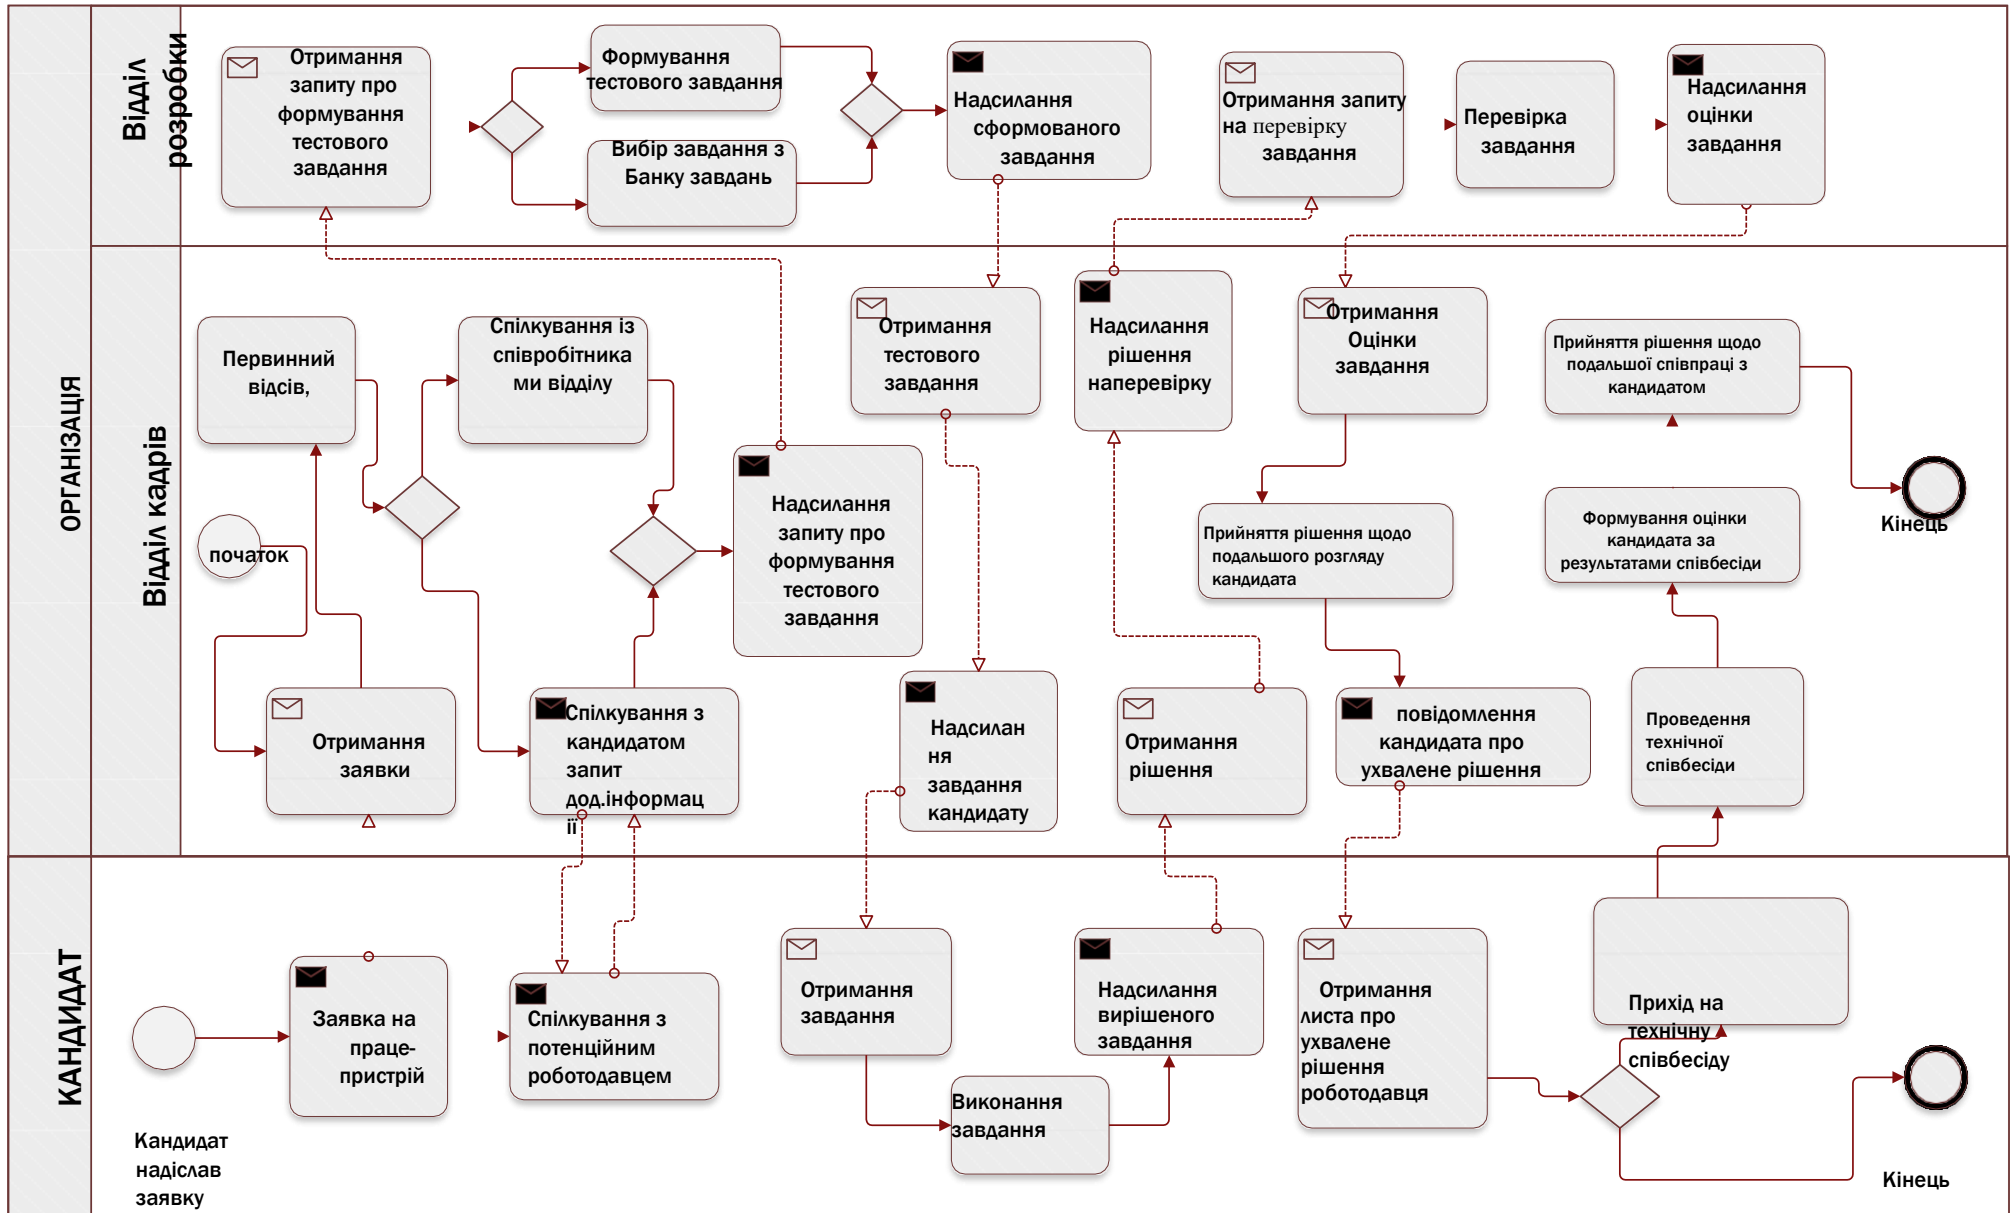 Відділ
розробки
Отримання
запиту про
формування
тестового
завдання
Формування
тестового завдання
Вибір завдання з
Банку завдань
Надсилання
сформованого
завдання
Отримання запиту
на перевірку
завдання
Перевірка
завдання
Надсилання
оцінки
завдання
ОРГАНІЗАЦІЯ
Відділ кадрів
Первинний
відсів,
Спілкування із
співробітника
ми відділу
Отримання
тестового
завдання
Надсилання
рішення
наперевірку
Отримання
Оцінки
завдання
Прийняття рішення щодо
подальшої співпраці з
кандидатом
початок
Надсилання
запиту про
формування
тестового
завдання
Прийняття рішення щодо
подальшого розгляду
кандидата
Формування оцінки
кандидата за
результатами співбесіди
Кінець
Отримання
заявки
Спілкування з
кандидатом
запит
дод.інформац
ії
Надсилан
ня
завдання
кандидату
Отримання
рішення
повідомлення
кандидата про
ухвалене рішення
Проведення
технічної
співбесіди
КАНДИДАТ
Кандидат
надіслав
заявку
Заявка на
праце-
пристрій
Спілкування з
потенційним
роботодавцем
Отримання
завдання
Виконання
завдання
Надсилання
вирішеного
завдання
Отримання
листа про
ухвалене
рішення
роботодавця
Прихід на
технічну
співбесіду
Кінець